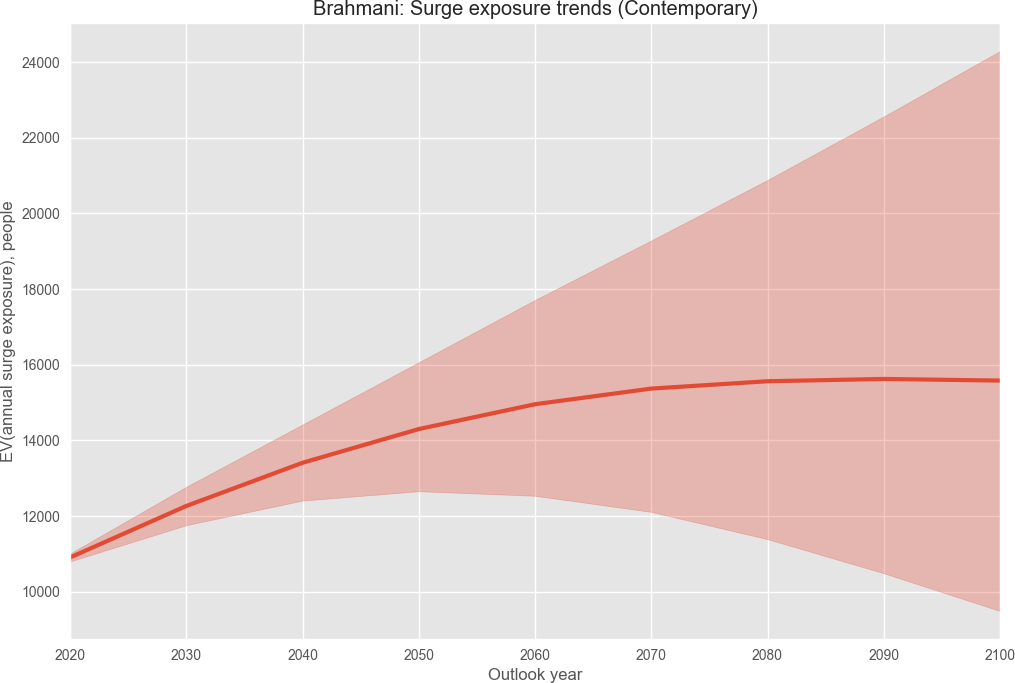 Brahmani: Surge exposure trends (Contemporary)
EV(annual surge exposure), people
24000
22000
20000
18000
16000
14000
12000
10000
2020 2030 2040 2050 2060 2070 2080 2090 2100
Outlook year